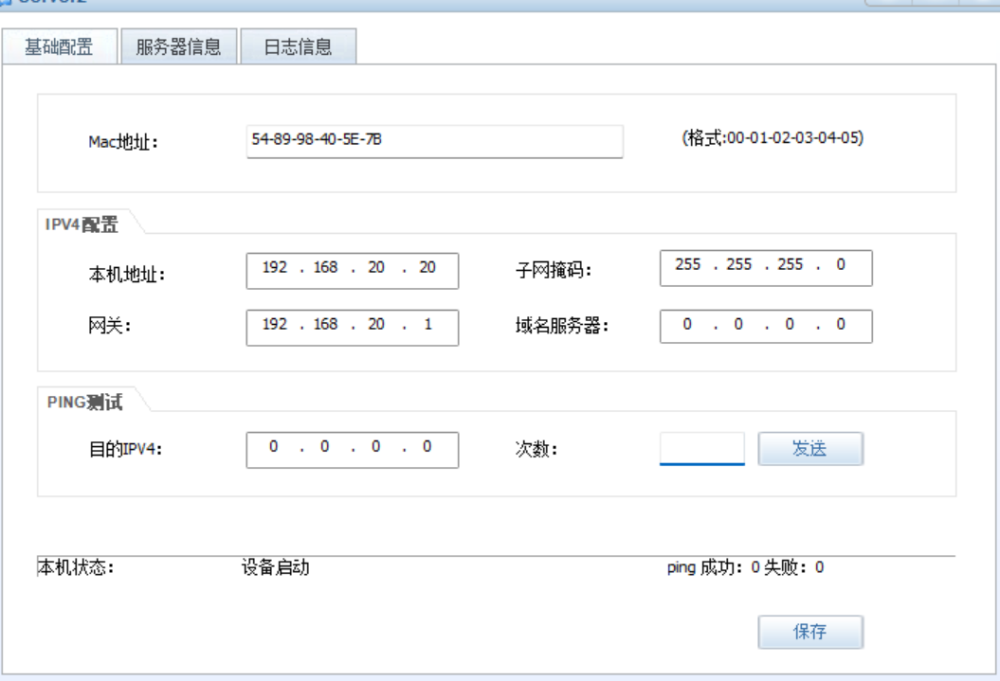 基础配置 服务器信息 日志信息
Mac地址： 54-89-98-40-5E-7B (格式:00-01-02-03-04-05)
IPV4配置
本机地址： 192 . 168 . 20 . 20 子网掩码： 255 . 255 . 255 . 0
网关： 192 . 168 . 20 . 1 域名服务器： 0 . 0 . 0 . 0
PING测试
目的IPV4： 0 . 0 . 0 . 0 次数： 发送
本机状态： 设备启动 ping 成功：0 失败：0
保存